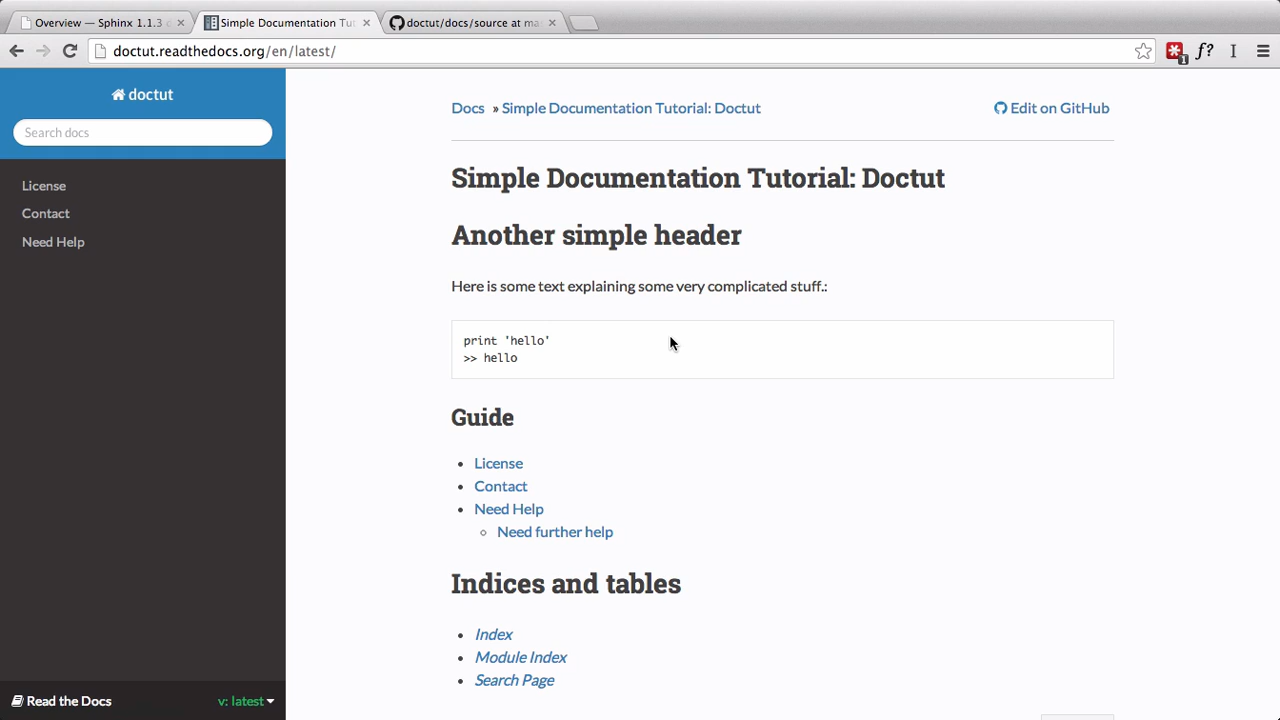 Overview — Sphinx 1.1.3
Simple Documentation Tu
doctut/docs/source at ma
doctut.readthedocs.org/en/latest/
1
f?
doctut
Search docs
License
Contact
Need Help
Read the Docs
v: latest
Docs » Simple Documentation Tutorial: Doctut
Edit on GitHub
Simple Documentation Tutorial: Doctut
Another simple header
Here is some text explaining some very complicated stuff.:
print 'hello'
>> hello
Guide
License
Contact
Need Help
Need further help
Indices and tables
Index
Module Index
Search Page